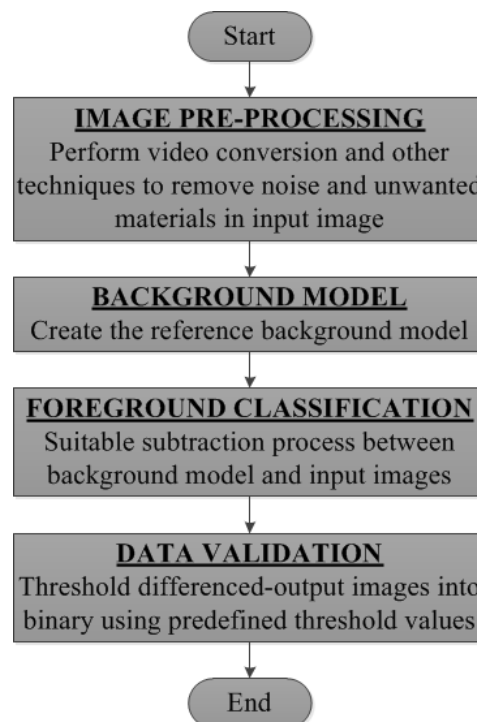 Start
IMAGE PRE-PROCESSING
Perform video conversion and other
techniques to remove noise and unwanted
materials in input image
BACKGROUND MODEL
Create the reference background model
FOREGROUND CLASSIFICATION
Suitable subtraction process between
background model and input images
DATA VALIDATION
Threshold differenced-output images into
binary using predefined threshold values
End